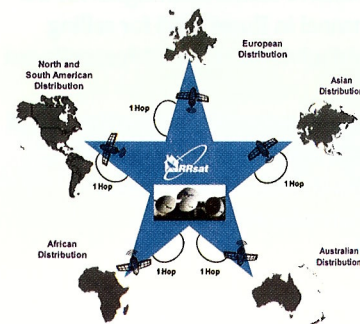 European
Distribution
North and
South American
Distribution
Asian
Distribution
1 Hop
1 Hop
1 Hop
RRsat
African
Distribution
1 Hop
1 Hop
Australian
Distribution